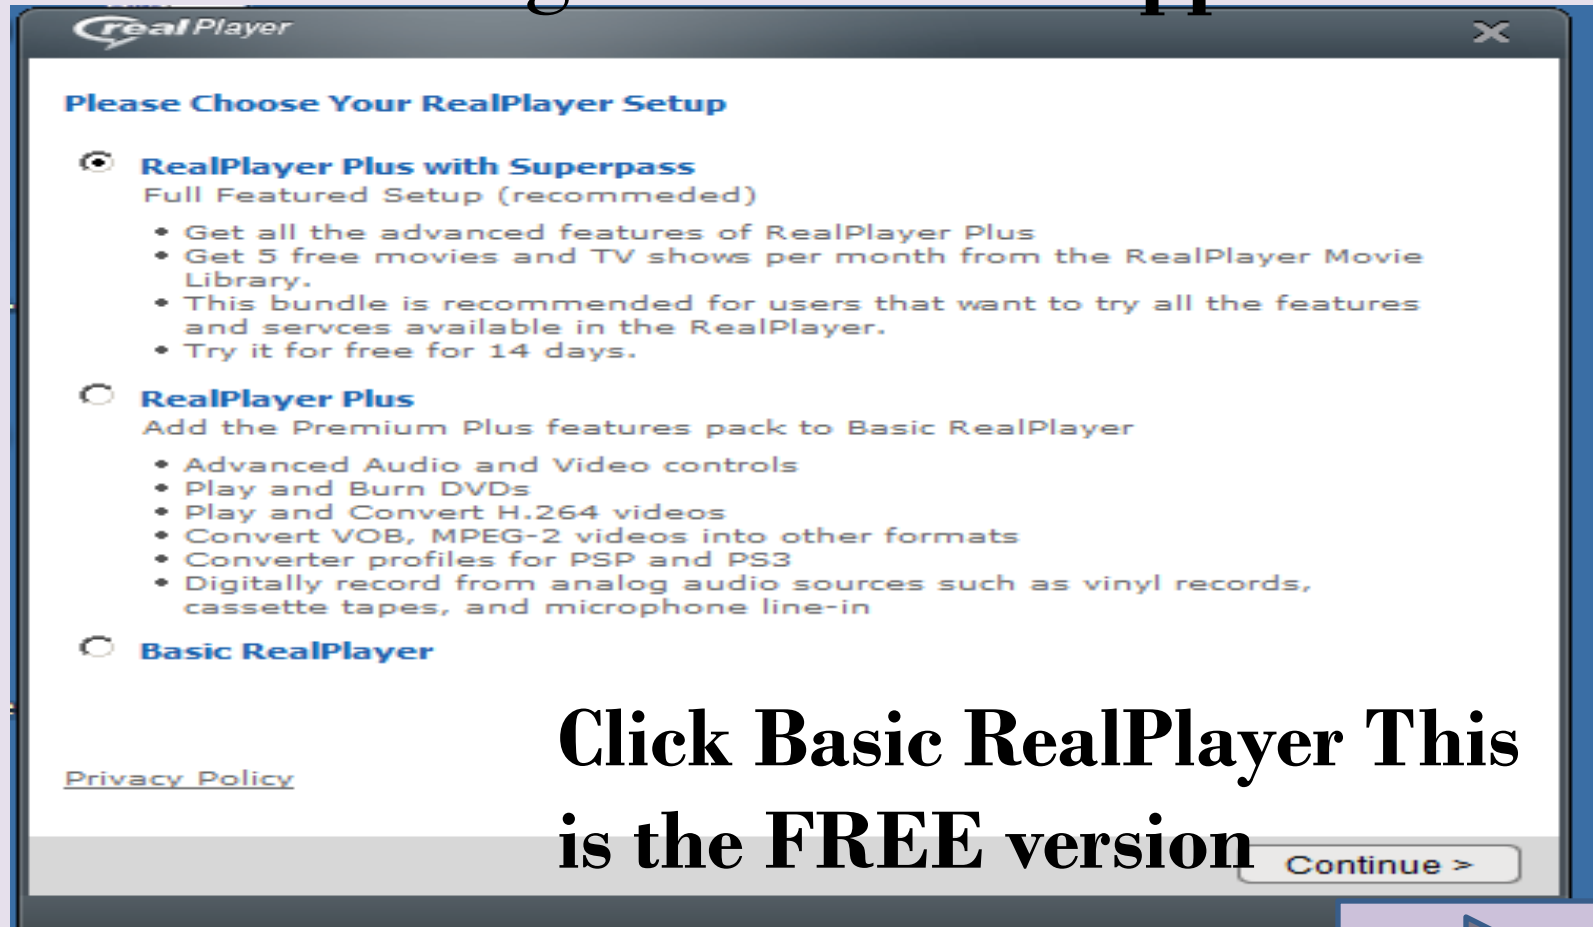 real Player
Please Choose Your RealPlayer Setup
RealPlayer Plus with Superpass
Full Featured Setup (recommeded)
• Get all the advanced features of RealPlayer Plus
• Get 5 free movies and TV shows per month from the RealPlayer Movie
Library.
• This bundle is recommended for users that want to try all the features
and servces available in the RealPlayer.
• Try it for free for 14 days.
RealPlayer Plus
Add the Premium Plus features pack to Basic RealPlayer
• Advanced Audio and Video controls
• Play and Burn DVDs
• Play and Convert H.264 videos
• Convert VOB, MPEG-2 videos into other formats
• Converter profiles for PSP and PS3
• Digitally record from analog audio sources such as vinyl records,
cassette tapes, and microphone line-in
Basic RealPlayer
Click Basic RealPlayer This
is the FREE version
Privacy Policy
Continue >